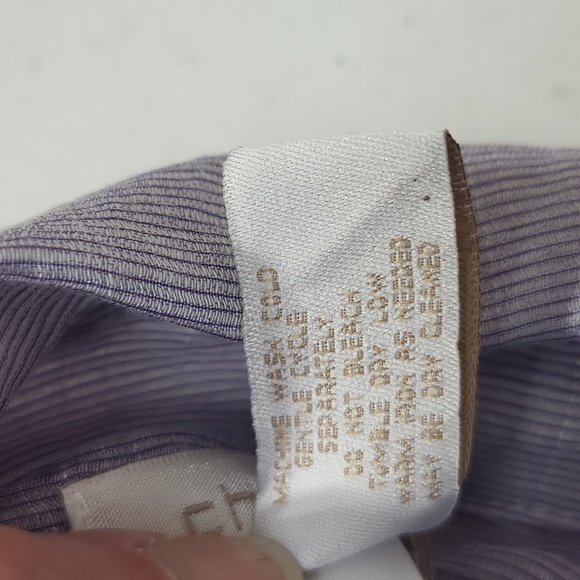 MACHINE WASH COLD
GENTLE CYCLE
SEPARATELY
DO NOT BLEACH
TUMBLE DRY LOW
WARM IRON AS NEEDED
MAY BE DRY CLEANED